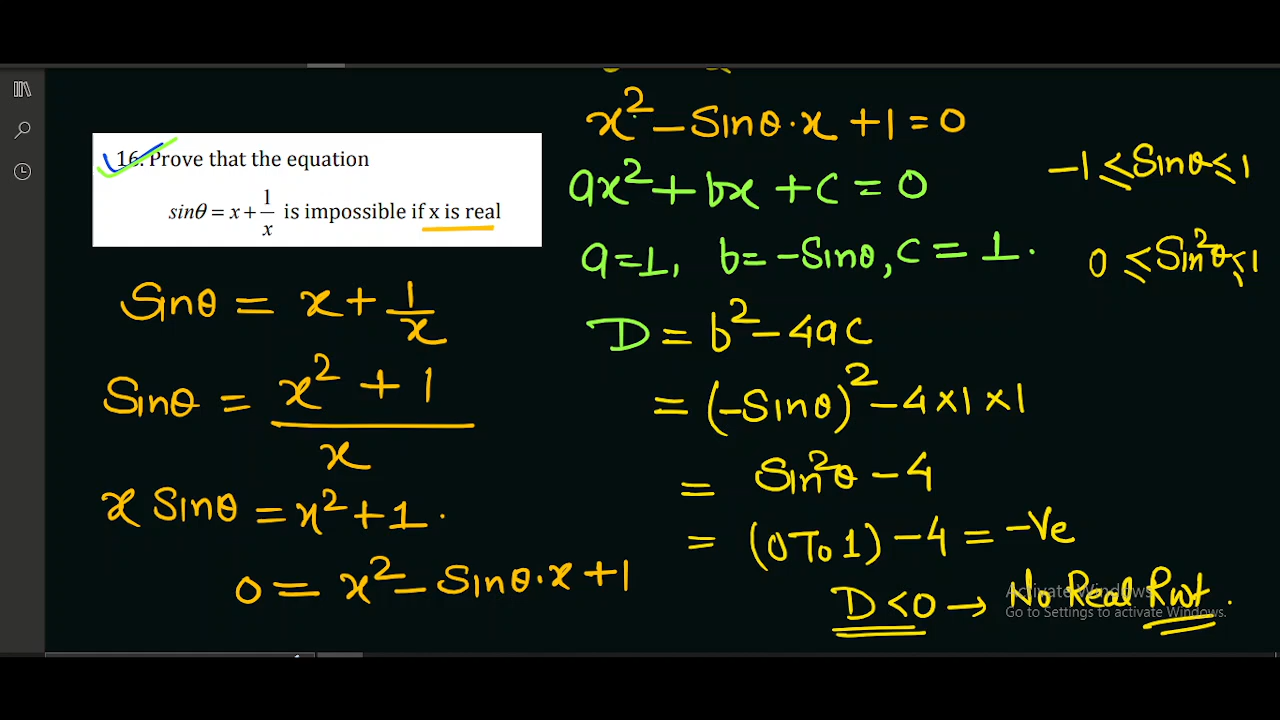 16. Prove that the equation
sinθ = x + 1/x is impossible if x is real
Sinθ = x + 1/x
Sinθ = (x² + 1)/x
x Sinθ = x² + 1.
0 = x² - Sinθ·x + 1
x² - Sinθ·x + 1 = 0
ax² + bx + c = 0
a=1, b= -Sinθ, c = 1.
D = b² - 4ac
= (-Sinθ)² - 4×1×1
= Sin²θ - 4
= (0 To 1) - 4 = -Ve
D < 0 → No Real Root.
-1 ≤ Sinθ ≤ 1
0 ≤ Sin²θ ≤ 1
Activate Windows
Go to Settings to activate Windows.